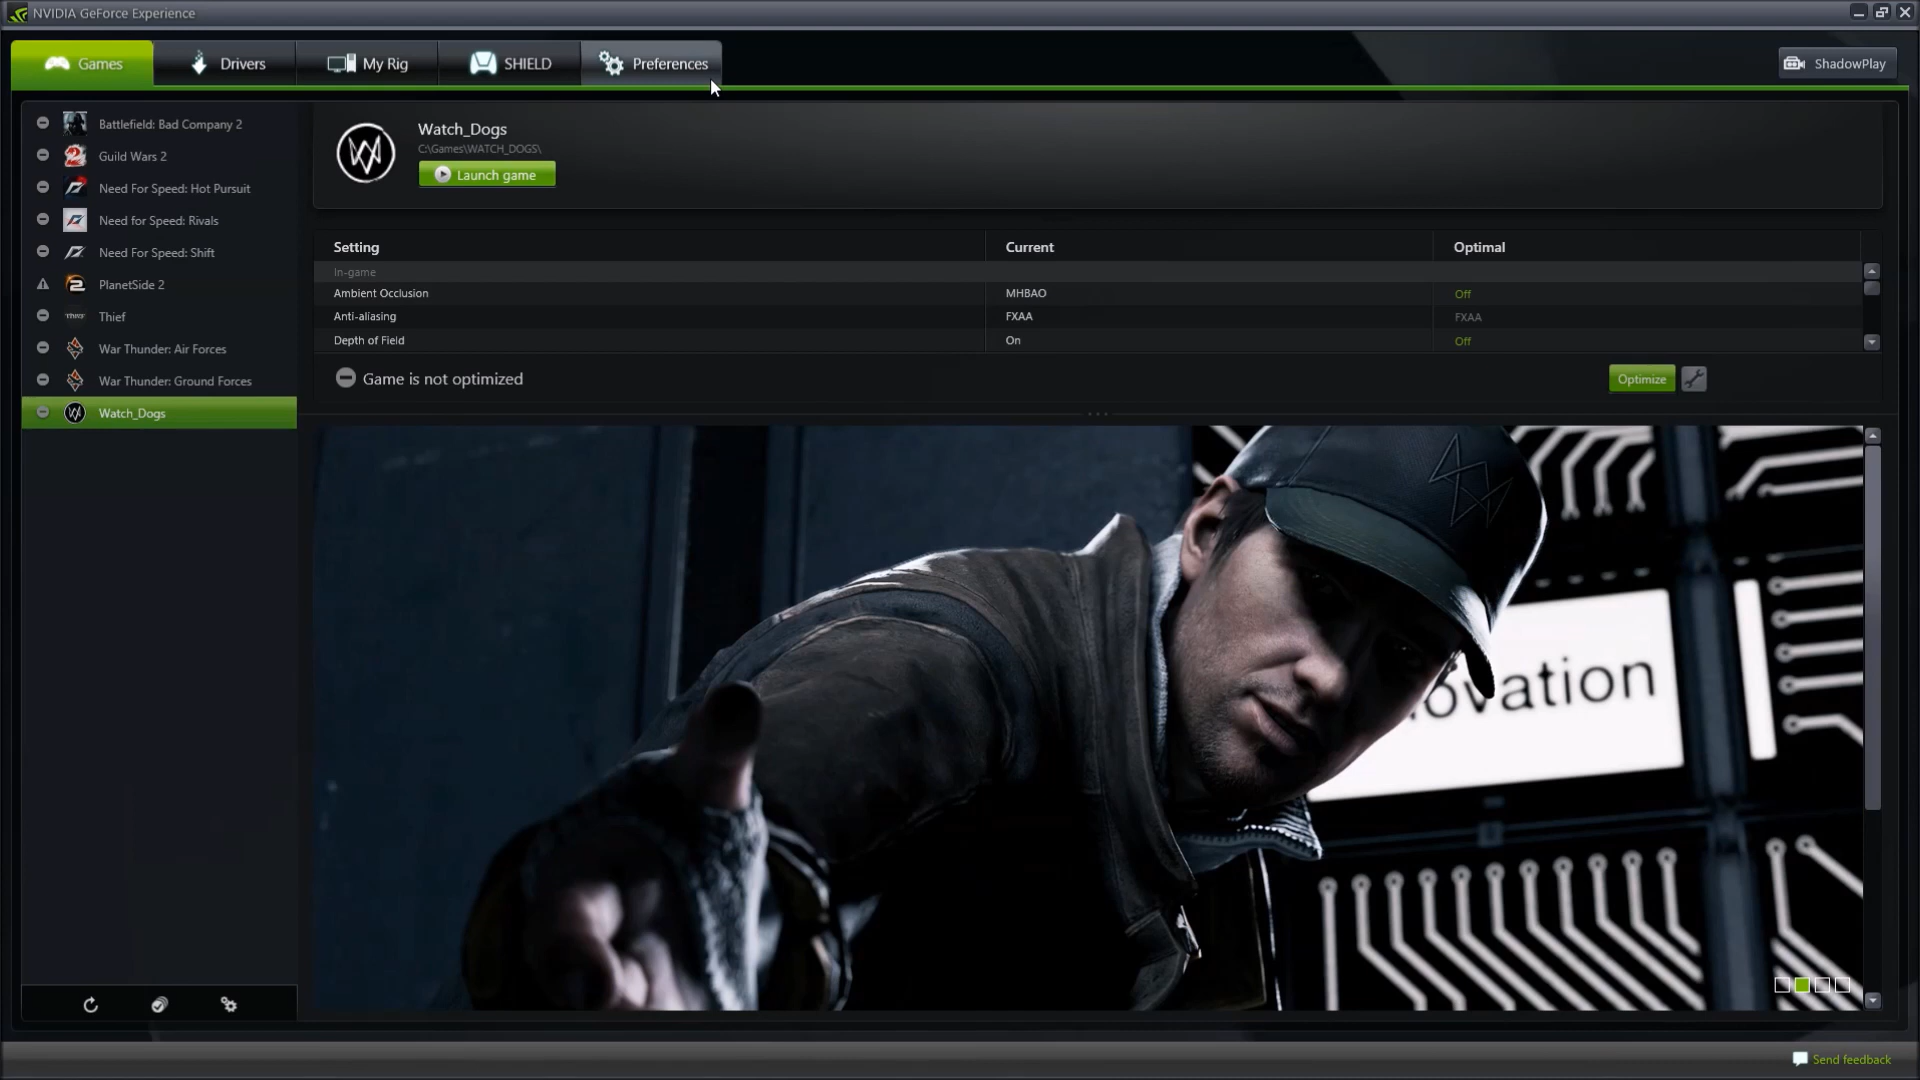 NVIDIA GeForce Experience
Games
Drivers
My Rig
SHIELD
Preferences
ShadowPlay
Battlefield: Bad Company 2
Guild Wars 2
Need For Speed: Hot Pursuit
Need for Speed: Rivals
Need For Speed: Shift
PlanetSide 2
THIEF Thief
War Thunder: Air Forces
War Thunder: Ground Forces
Watch_Dogs
Watch_Dogs
C:\Games\WATCH_DOGS\
Launch game
Setting Current Optimal
In-game
Ambient Occlusion MHBAO Off
Anti-aliasing FXAA FXAA
Depth of Field On Off
Game is not optimized
Optimize
ovation
Send feedback